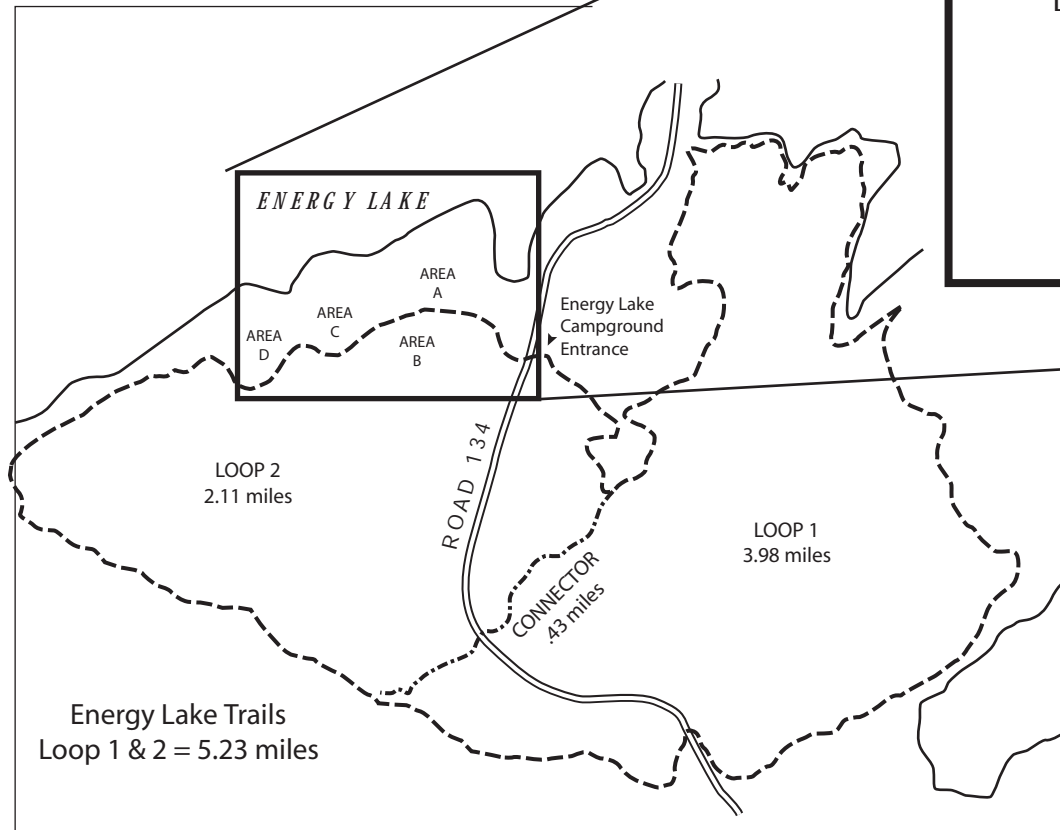 ENERGY LAKE
AREA
A
AREA
C
AREA
D
AREA
B
Energy Lake
Campground
Entrance
LOOP 2
2.11 miles
ROAD 134
LOOP 1
3.98 miles
CONNECTOR
.43 miles
Energy Lake Trails
Loop 1 & 2 = 5.23 miles